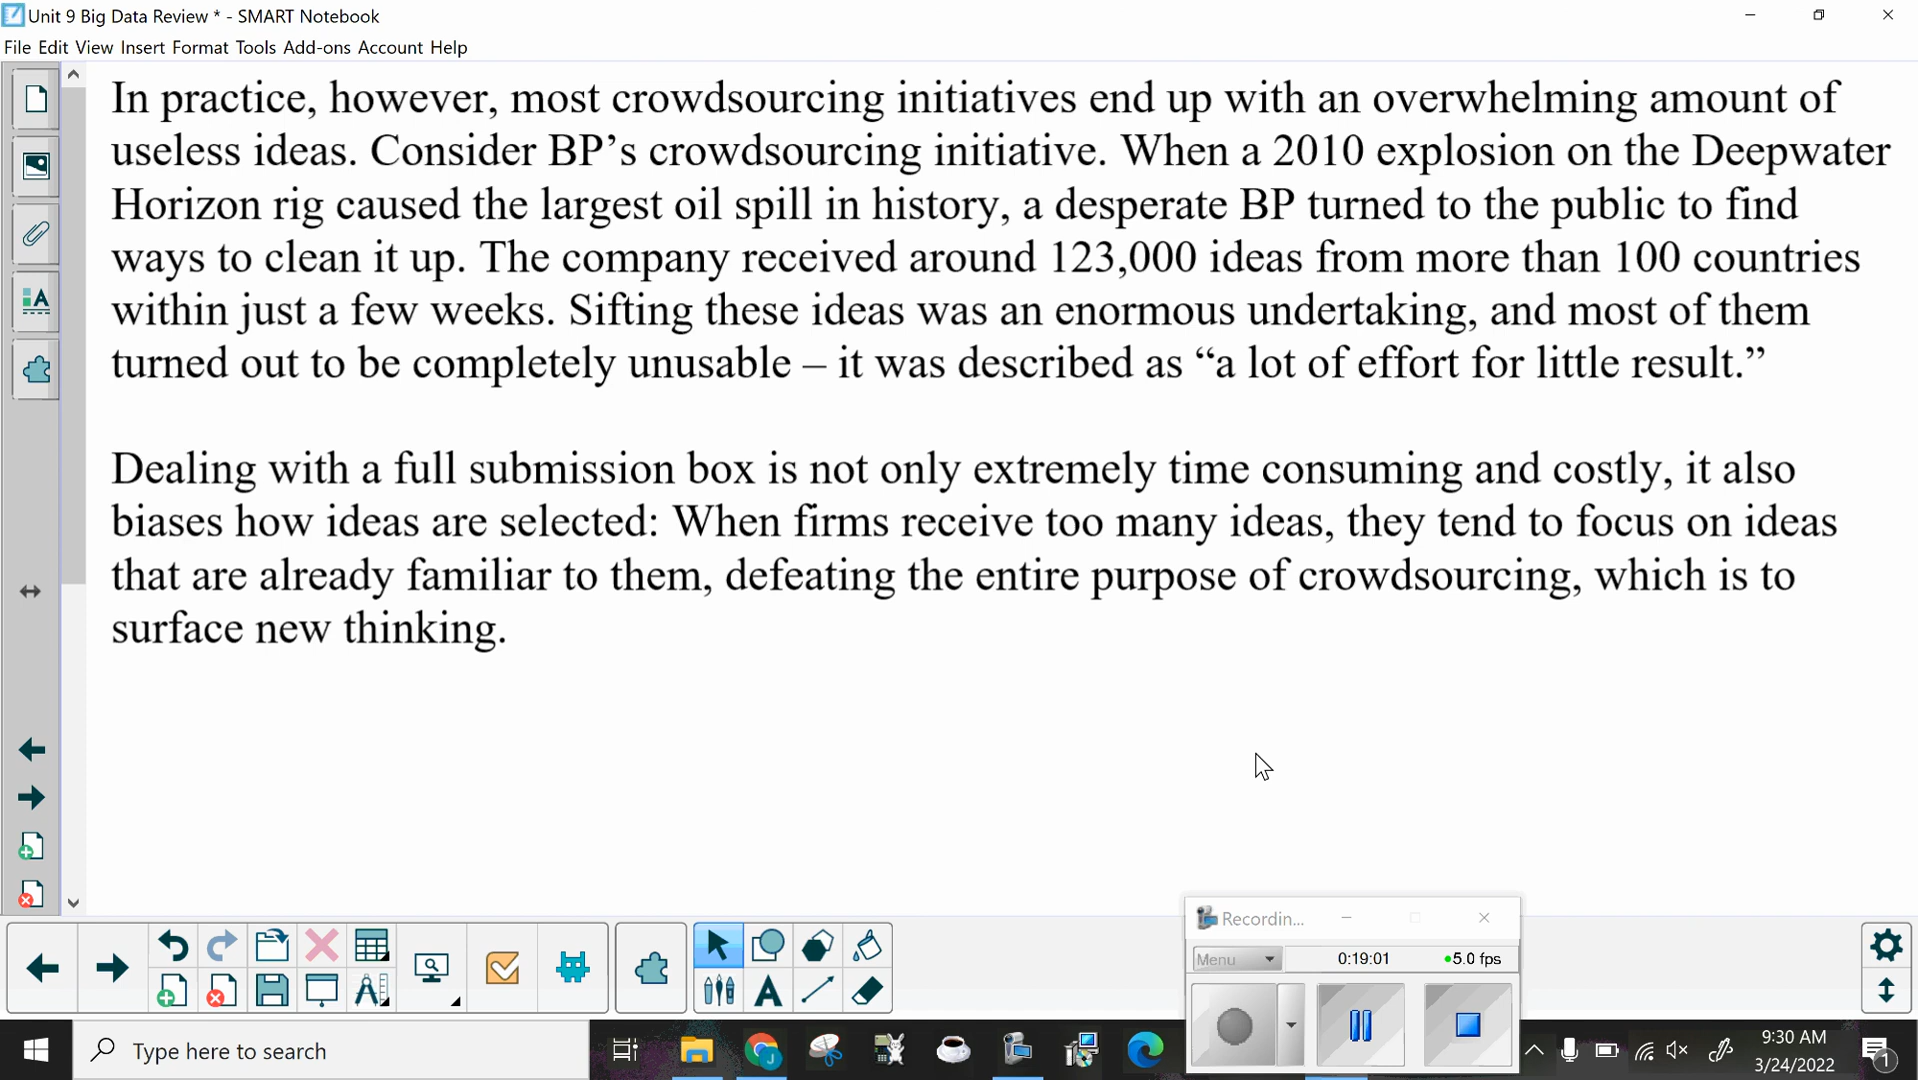 Unit 9 Big Data Review * - SMART Notebook
File Edit View Insert Format Tools Add-ons Account Help
In practice, however, most crowdsourcing initiatives end up with an overwhelming amount of
useless ideas. Consider BP’s crowdsourcing initiative. When a 2010 explosion on the Deepwater
Horizon rig caused the largest oil spill in history, a desperate BP turned to the public to find
ways to clean it up. The company received around 123,000 ideas from more than 100 countries
within just a few weeks. Sifting these ideas was an enormous undertaking, and most of them
turned out to be completely unusable – it was described as “a lot of effort for little result.”
Dealing with a full submission box is not only extremely time consuming and costly, it also
biases how ideas are selected: When firms receive too many ideas, they tend to focus on ideas
that are already familiar to them, defeating the entire purpose of crowdsourcing, which is to
surface new thinking.
Recordin...
Menu 0:19:01 5.0 fps
Type here to search
9:30 AM
3/24/2022
1